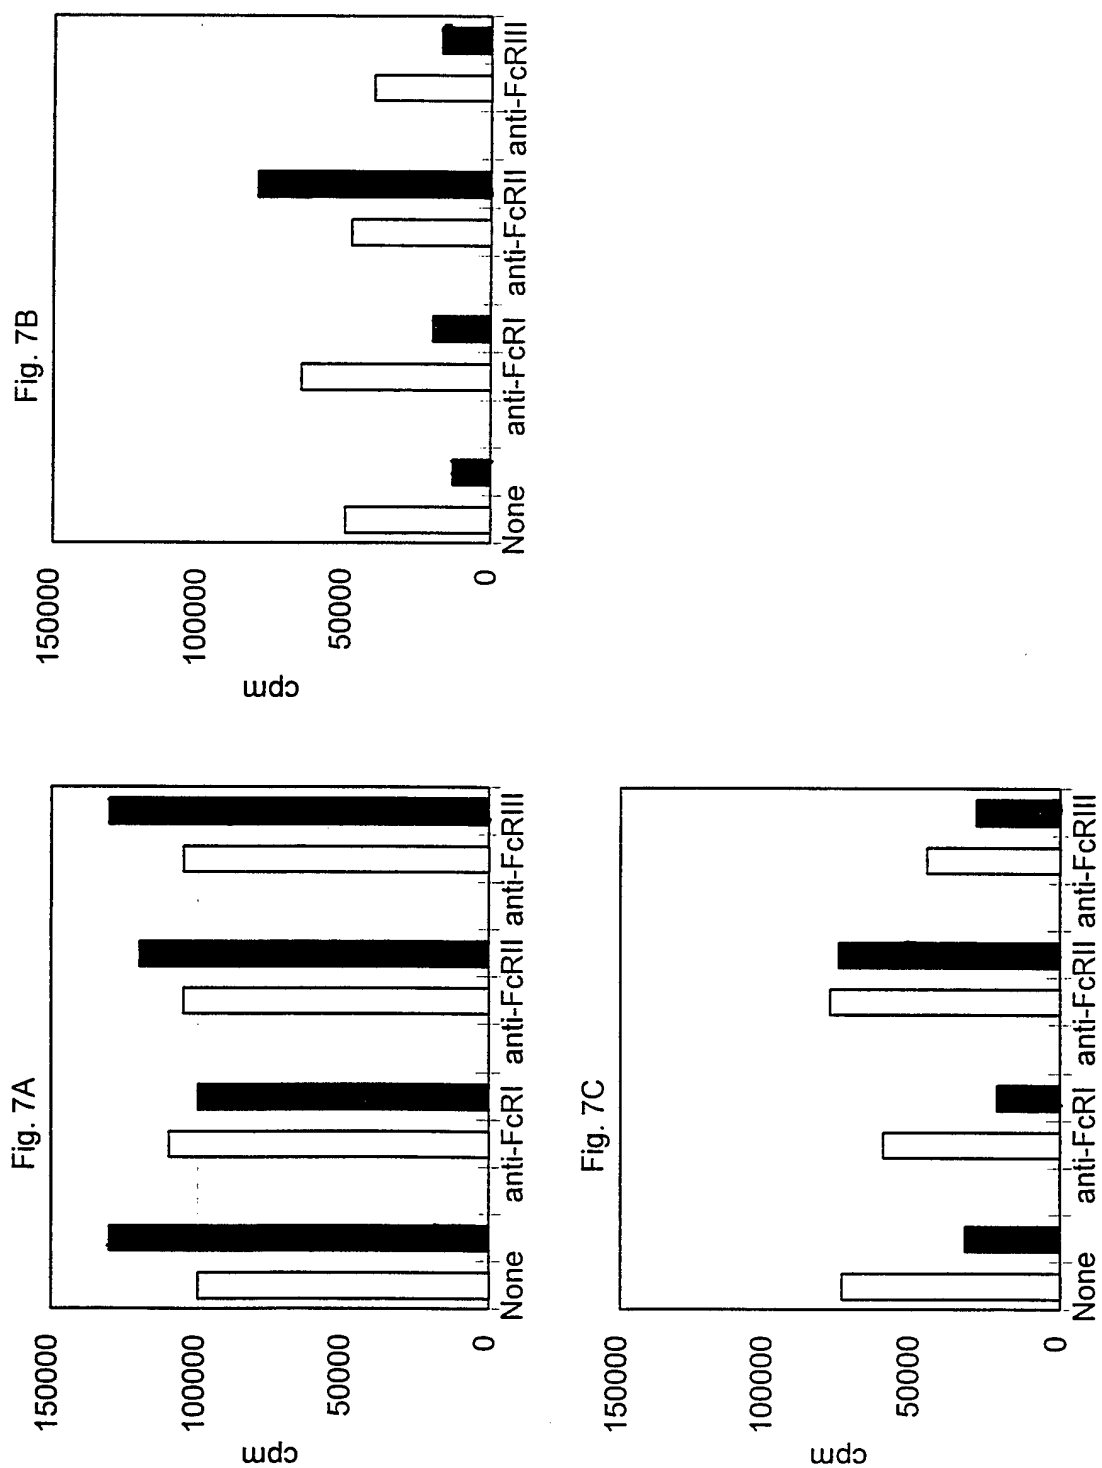 Fig. 7A
cpm
150000
100000
50000
0
None
anti-FcRI
anti-FcRII
anti-FcRIII
Fig. 7B
cpm
150000
100000
50000
0
None
anti-FcRI
anti-FcRII
anti-FcRIII
Fig. 7C
cpm
150000
100000
50000
0
None
anti-FcRI
anti-FcRII
anti-FcRIII